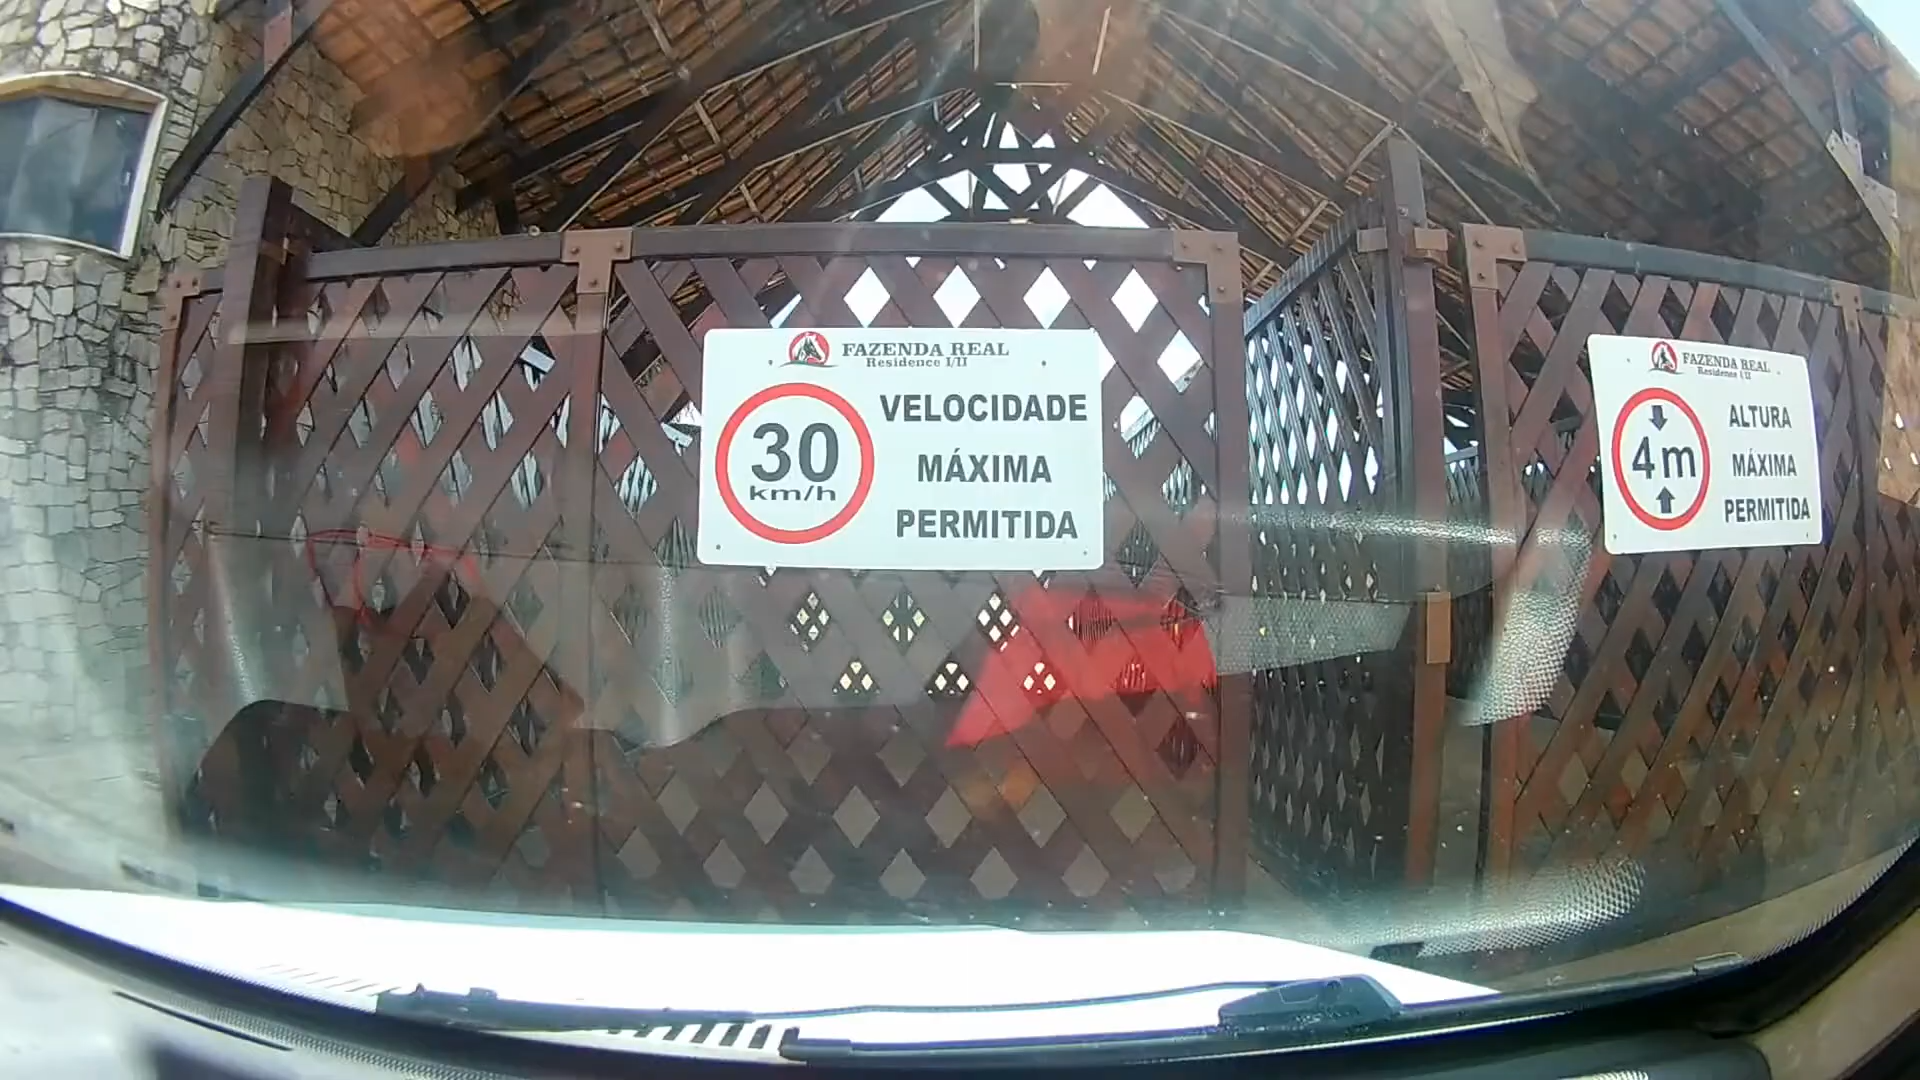 FAZENDA REAL
Residence I/II
30
km/h
VELOCIDADE
MÁXIMA
PERMITIDA
FAZENDA REAL
Residence I/II
4m
ALTURA
MÁXIMA
PERMITIDA